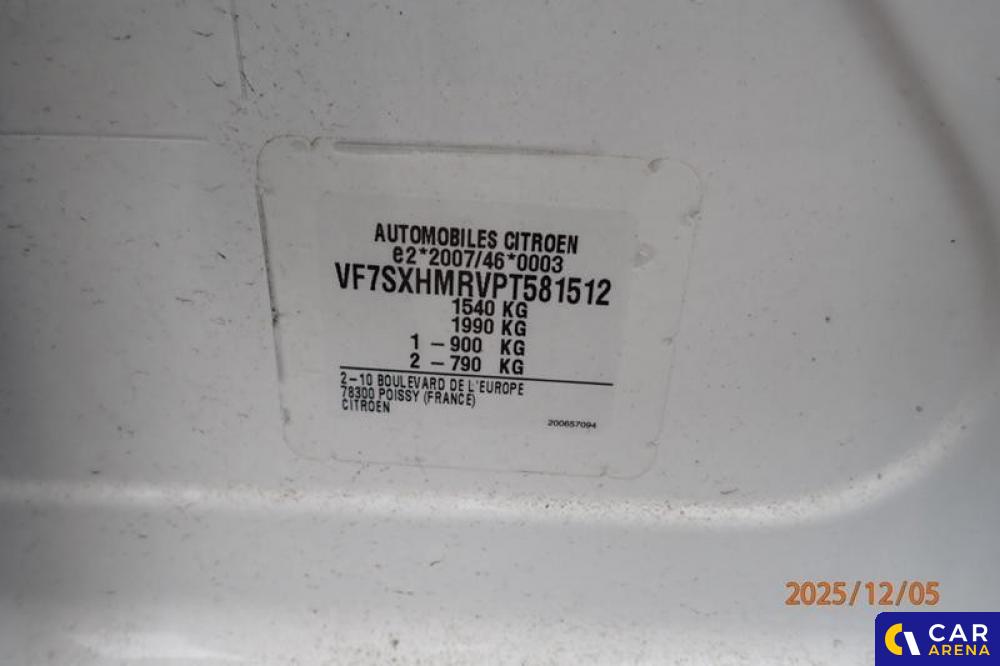 AUTOMOBILES CITROEN
e2*2007/46*0003
VF7SXHMRVPT581512
1540 KG
1990 KG
1 – 900 KG
2 – 790 KG
2–10 BOULEVARD DE L'EUROPE
78300 POISSY (FRANCE)
CITROEN
200657094
2025/12/05
CAR
ARENA